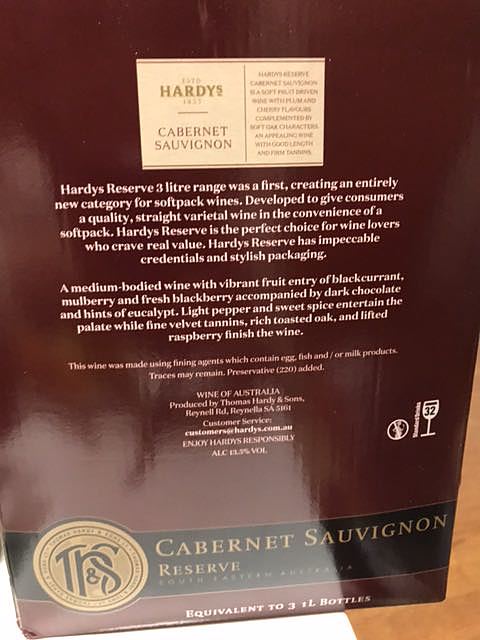 ESTD
HARDYS
1853
CABERNET
SAUVIGNON
HARDYS RESERVE
CABERNET SAUVIGNON
IS A SOFT FRUIT DRIVEN
WINE WITH PLUM AND
CHERRY FLAVOURS
COMPLEMENTED BY
SOFT OAK CHARACTERS
AN APPEALING WINE
WITH GOOD LENGTH
AND FIRM TANNINS.
Hardys Reserve 3 litre range was a first, creating an entirely
new category for softpack wines. Developed to give consumers
a quality, straight varietal wine in the convenience of a
softpack. Hardys Reserve is the perfect choice for wine lovers
who crave real value. Hardys Reserve has impeccable
credentials and stylish packaging.
A medium-bodied wine with vibrant fruit entry of blackcurrant,
mulberry and fresh blackberry accompanied by dark chocolate
and hints of eucalypt. Light pepper and sweet spice entertain the
palate while fine velvet tannins, rich toasted oak, and lifted
raspberry finish the wine.
This wine was made using fining agents which contain egg, fish and / or milk products.
Traces may remain. Preservative (220) added.
WINE OF AUSTRALIA
Produced by Thomas Hardy & Sons,
Reynell Rd, Reynella SA 5161
Customer Service:
customers@hardys.com.au
ENJOY HARDYS RESPONSIBLY
ALC 13.5% VOL
Standard Drinks
32
TH&S
CABERNET SAUVIGNON
RESERVE
SOUTH EASTERN AUSTRALIA
EQUIVALENT TO 3 1L BOTTLES